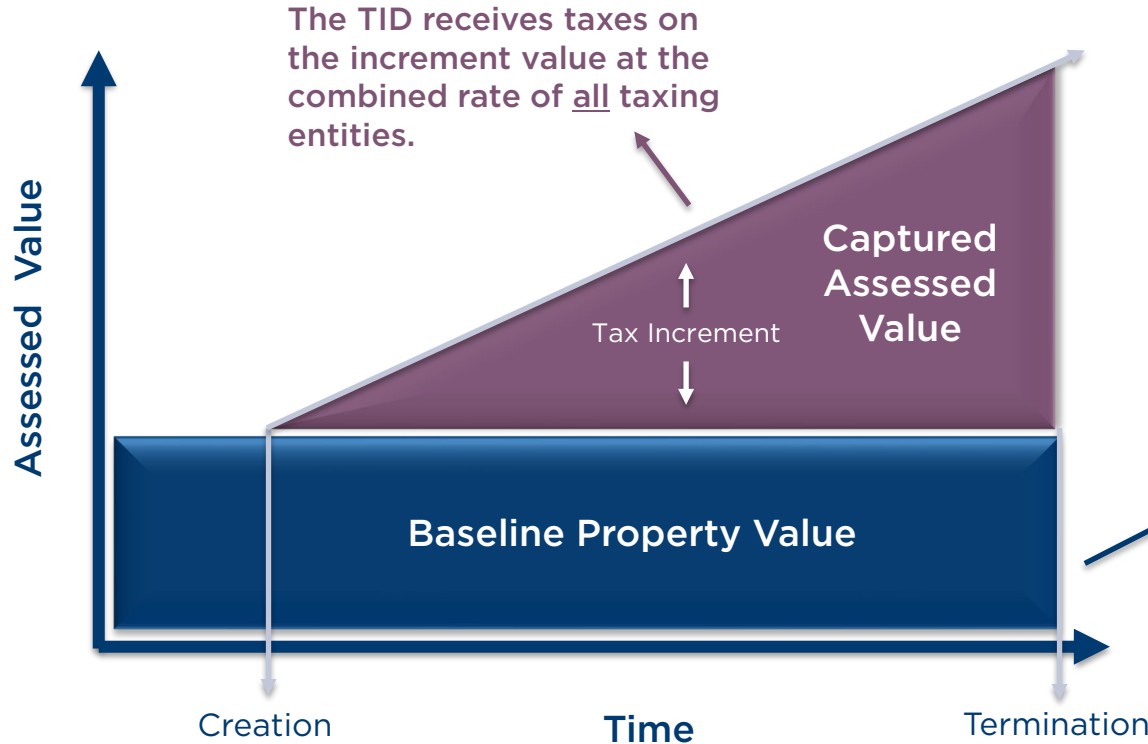 The TID receives taxes on
the increment value at the
combined rate of all taxing
entities.
Assessed Value
Captured
Assessed
Value
Tax Increment
Baseline Property Value
Creation
Time
Termination